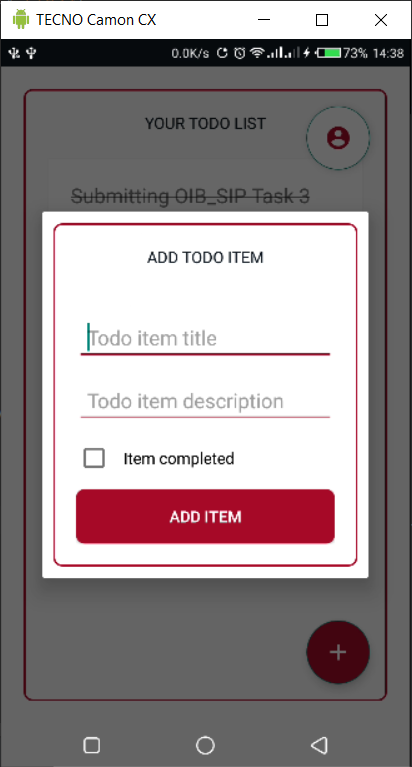 TECNO Camon CX
0.0K/s 73% 14:38
YOUR TODO LIST
Submitting OIB_SIP Task 3
ADD TODO ITEM
Todo item title
Todo item description
Item completed
ADD ITEM